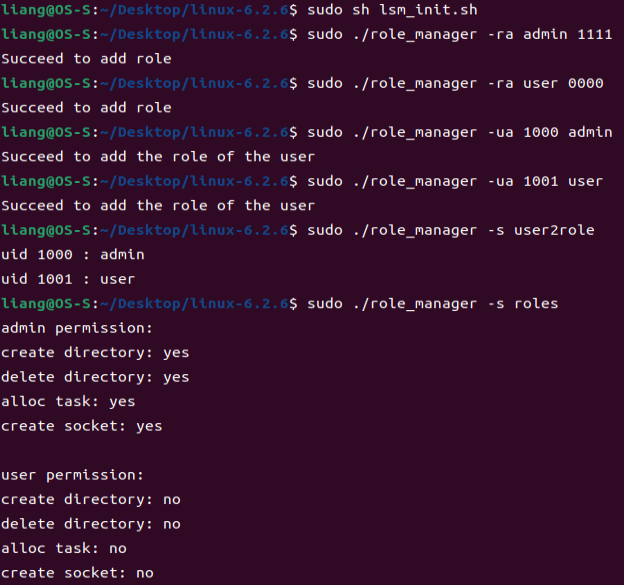 liang@OS-S:~/Desktop/linux-6.2.6$ sudo sh lsm_init.sh
liang@OS-S:~/Desktop/linux-6.2.6$ sudo ./role_manager -ra admin 1111
Succeed to add role
liang@OS-S:~/Desktop/linux-6.2.6$ sudo ./role_manager -ra user 0000
Succeed to add role
liang@OS-S:~/Desktop/linux-6.2.6$ sudo ./role_manager -ua 1000 admin
Succeed to add the role of the user
liang@OS-S:~/Desktop/linux-6.2.6$ sudo ./role_manager -ua 1001 user
Succeed to add the role of the user
liang@OS-S:~/Desktop/linux-6.2.6$ sudo ./role_manager -s user2role
uid 1000 : admin
uid 1001 : user
liang@OS-S:~/Desktop/linux-6.2.6$ sudo ./role_manager -s roles
admin permission:
create directory: yes
delete directory: yes
alloc task: yes
create socket: yes

user permission:
create directory: no
delete directory: no
alloc task: no
create socket: no